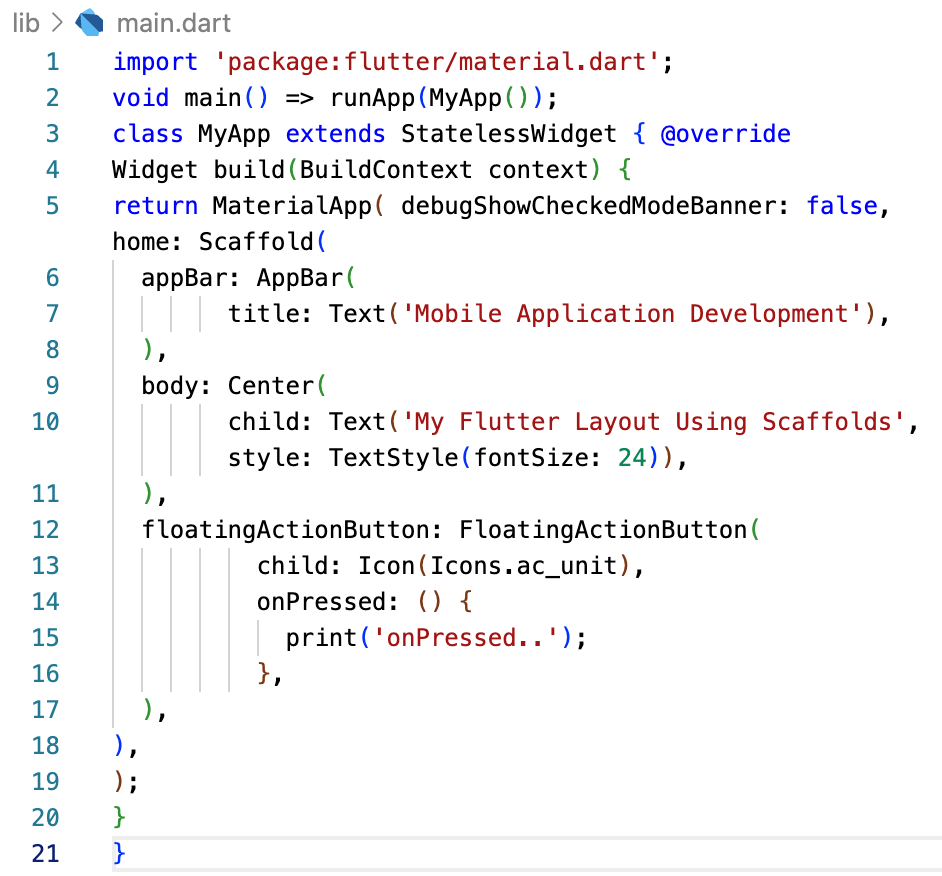 lib > main.dart
1 import 'package:flutter/material.dart';
2 void main() => runApp(MyApp());
3 class MyApp extends StatelessWidget { @override
4 Widget build(BuildContext context) {
5 return MaterialApp( debugShowCheckedModeBanner: false,
home: Scaffold(
6 appBar: AppBar(
7 title: Text('Mobile Application Development'),
8 ),
9 body: Center(
10 child: Text('My Flutter Layout Using Scaffolds',
style: TextStyle(fontSize: 24)),
11 ),
12 floatingActionButton: FloatingActionButton(
13 child: Icon(Icons.ac_unit),
14 onPressed: () {
15 print('onPressed..');
16 },
17 ),
18 ),
19 );
20 }
21 }